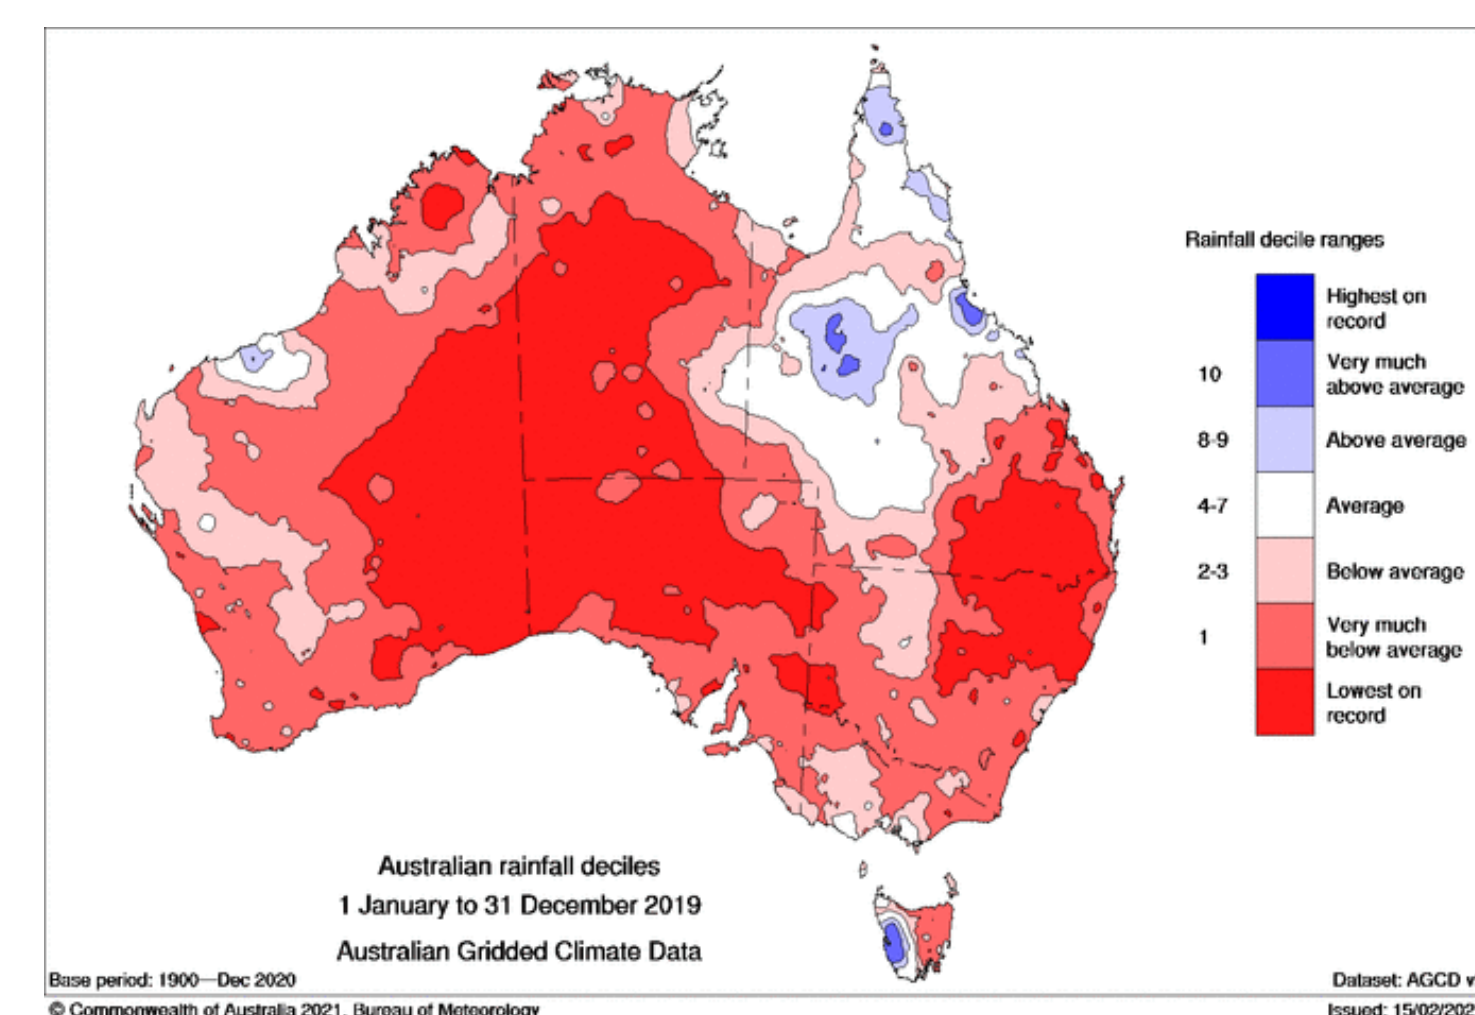 Rainfall decile ranges
Highest on
record
10
Very much
above average
8-9
Above average
4-7
Average
2-3
Below average
1
Very much
below average
Lowest on
record
Australian rainfall deciles
1 January to 31 December 2019
Australian Gridded Climate Data
Base period: 1900—Dec 2020
Dataset: AGCD v
© Commonwealth of Australia 2021, Bureau of Meteorology
Issued: 15/02/202